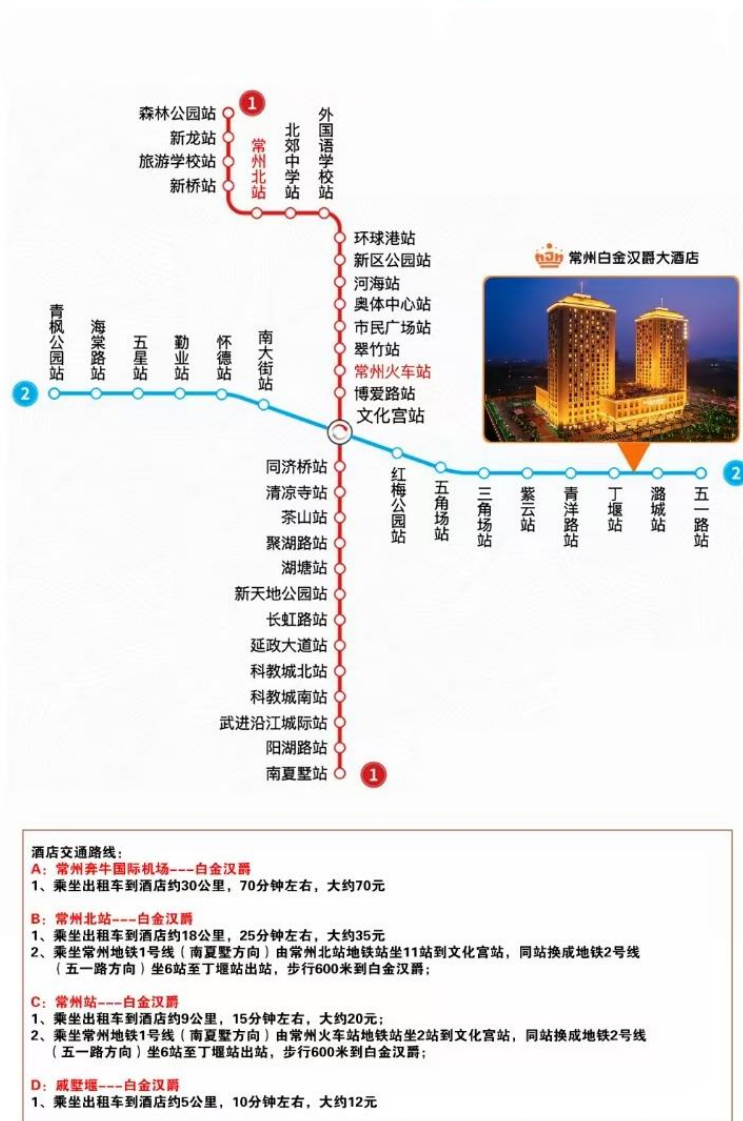 1
森林公园站
新龙站
旅游学校站
新桥站
常州北站
北郊中学站
外国语学校站
环球港站
新区公园站
河海站
奥体中心站
市民广场站
翠竹站
常州火车站
博爱路站
文化宫站
常州白金汉爵大酒店
2
青枫公园站
海棠路站
五星站
勤业站
怀德站
南大街站
红梅公园站
五角场站
三角场站
紫云站
青洋路站
丁堰站
潞城站
五一路站
2
同济桥站
清凉寺站
茶山站
聚湖路站
湖塘站
新天地公园站
长虹路站
延政大道站
科教城北站
科教城南站
武进沿江城际站
阳湖路站
南夏墅站
1
酒店交通路线：
A：常州奔牛国际机场---白金汉爵
1、乘坐出租车到酒店约30公里，70分钟左右，大约70元
B：常州北站---白金汉爵
1、乘坐出租车到酒店约18公里，25分钟左右，大约35元
2、乘坐常州地铁1号线（南夏墅方向）由常州北站地铁站坐11站到文化宫站，同站换成地铁2号线
（五一路方向）坐6站至丁堰站出站，步行600米到白金汉爵；
C：常州站---白金汉爵
1、乘坐出租车到酒店约9公里，15分钟左右，大约20元；
2、乘坐常州地铁1号线（南夏墅方向）由常州火车站地铁站坐2站到文化宫站，同站换成地铁2号线
（五一路方向）坐6站至丁堰站出站，步行600米到白金汉爵；
D：戚墅堰---白金汉爵
1、乘坐出租车到酒店约5公里，10分钟左右，大约12元